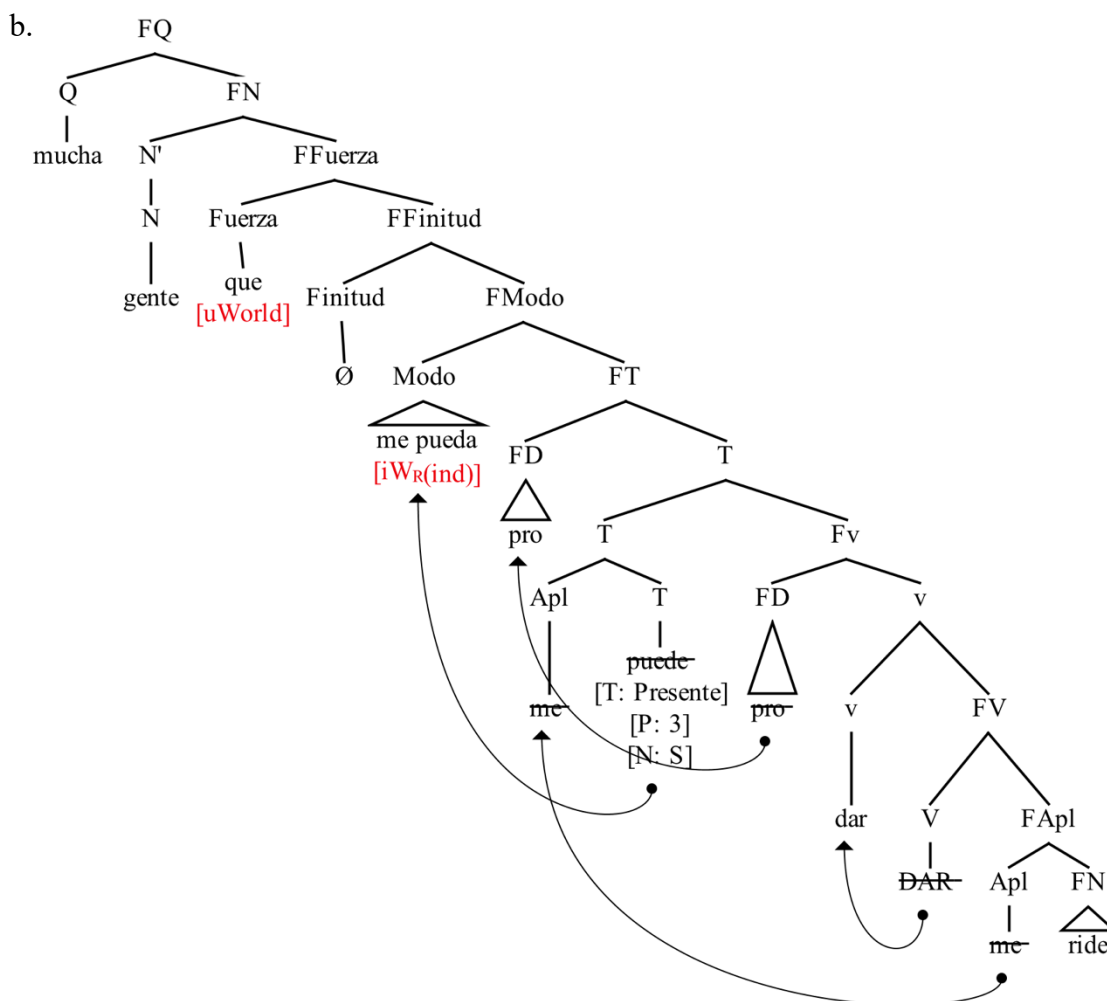 b.
FQ
Q FN
mucha N' FFuerza
N Fuerza FFinitud
gente que Finitud FModo
[uWorld]
Ø Modo FT
me pueda FD T
[iWR(ind)]
pro T Fv
Apl T FD v
me puede pro v FV
[T: Presente]
[P: 3]
[N: S]
dar V FApl
DAR Apl FN
me ride